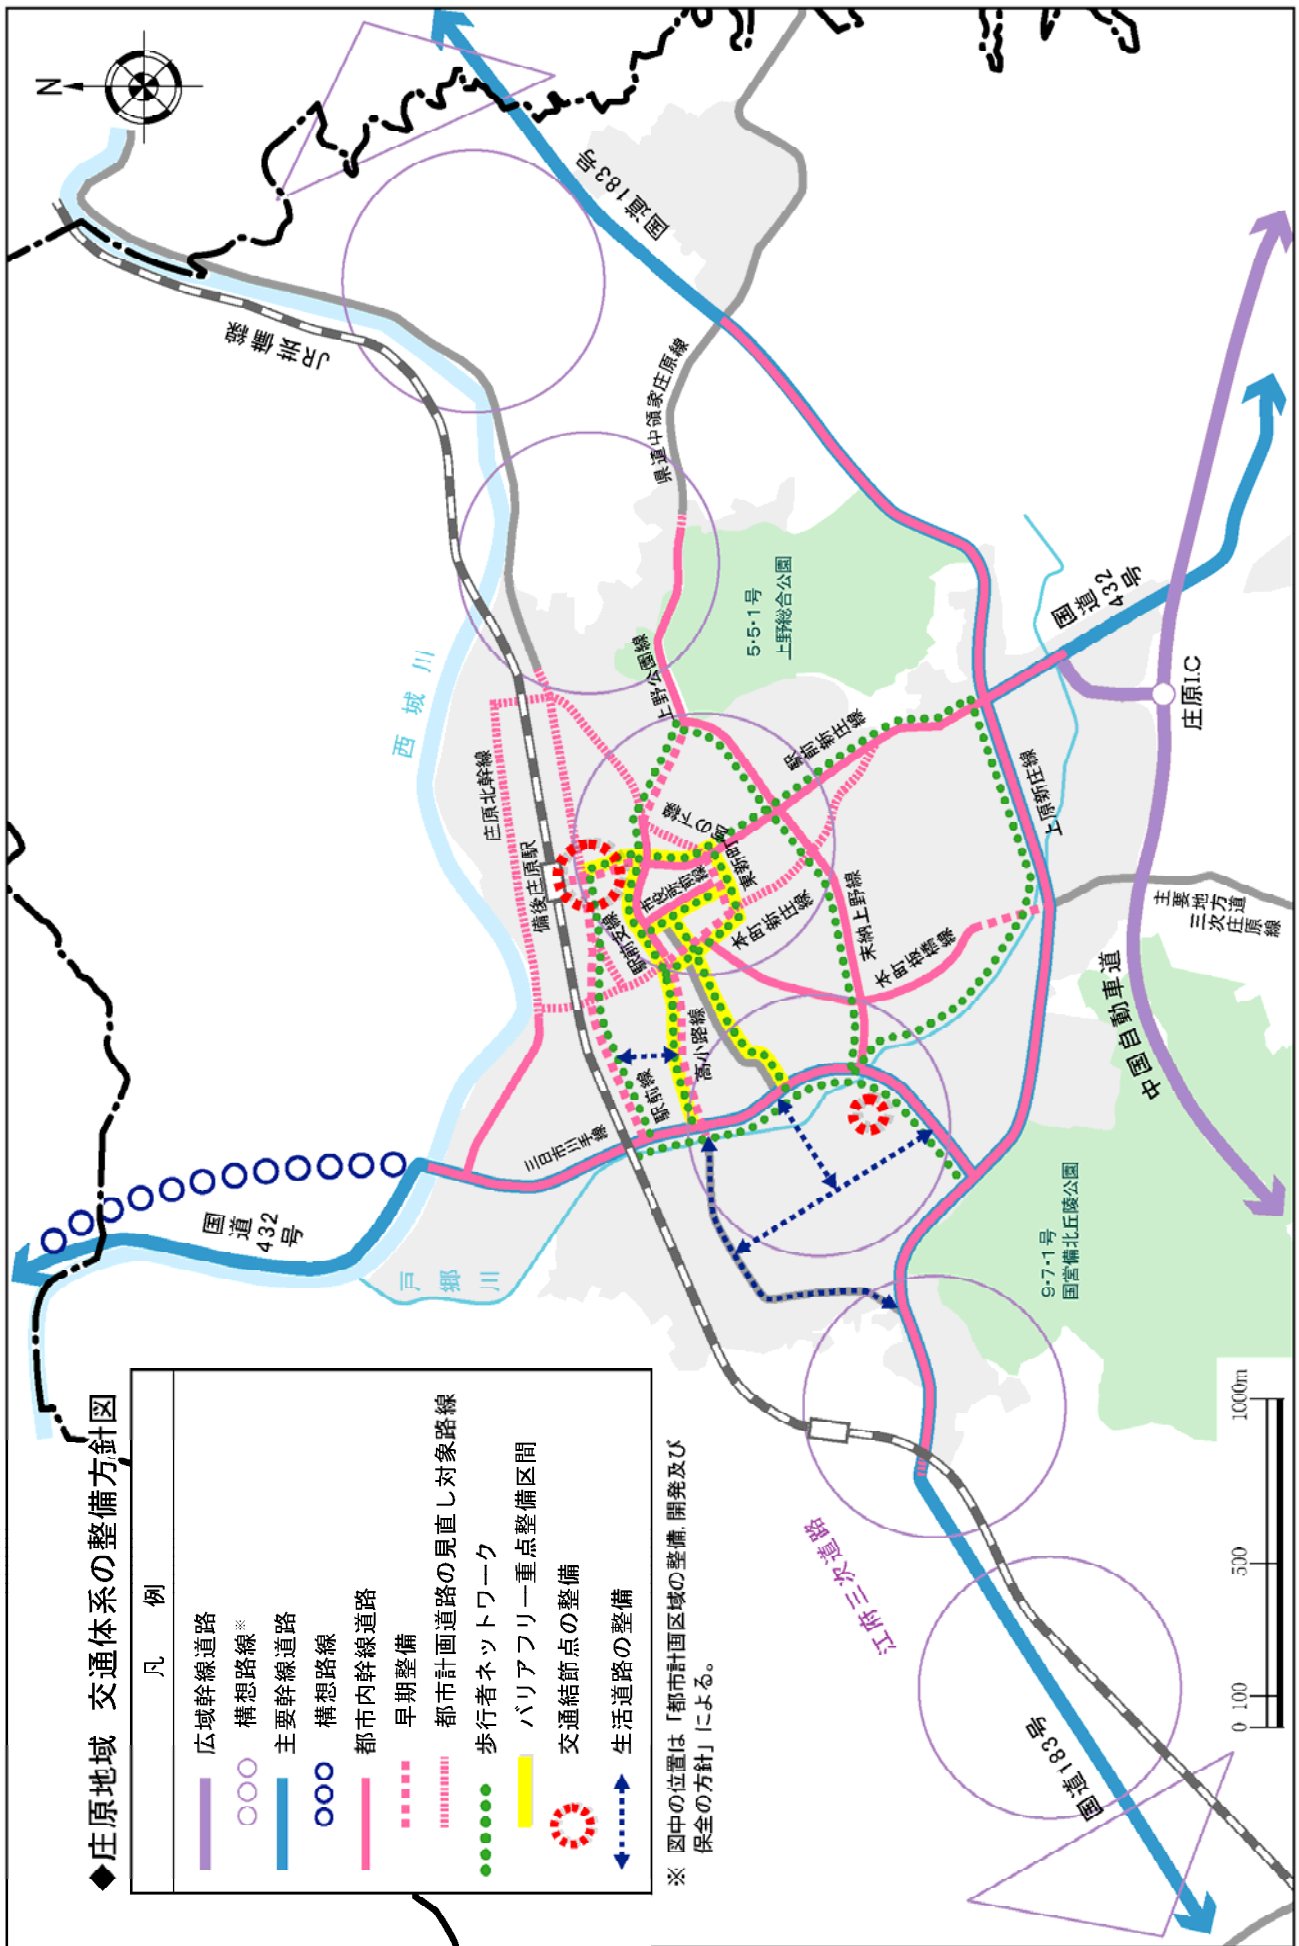 ◆庄原地域 交通体系の整備方針図
凡 例
広域幹線道路
構想路線※
主要幹線道路
構想路線
都市内幹線道路
早期整備
都市計画道路の見直し対象路線
歩行者ネットワーク
バリアフリー重点整備区間
交通結節点の整備
生活道路の整備
※ 図中の位置は「都市計画区域の整備,開発及び
保全の方針」による。
N
国道432号
三日市川手線
戸郷川
西城川
JR芸備線
庄原北幹線
備後庄原駅
駅前線
駅前支線
高小路線
市役所前線
東新町線
本町新庄線
本町板橋線
末納上野線
駅前新庄線
上野公園線
県道中領家庄原線
国道183号
5・5・1号
上野総合公園
国道432号
上原新庄線
庄原I.C
主要地方道
三次庄原線
中国自動車道
9・7・1号
国営備北丘陵公園
江府三次道路
国道183号
0 100 500 1000m